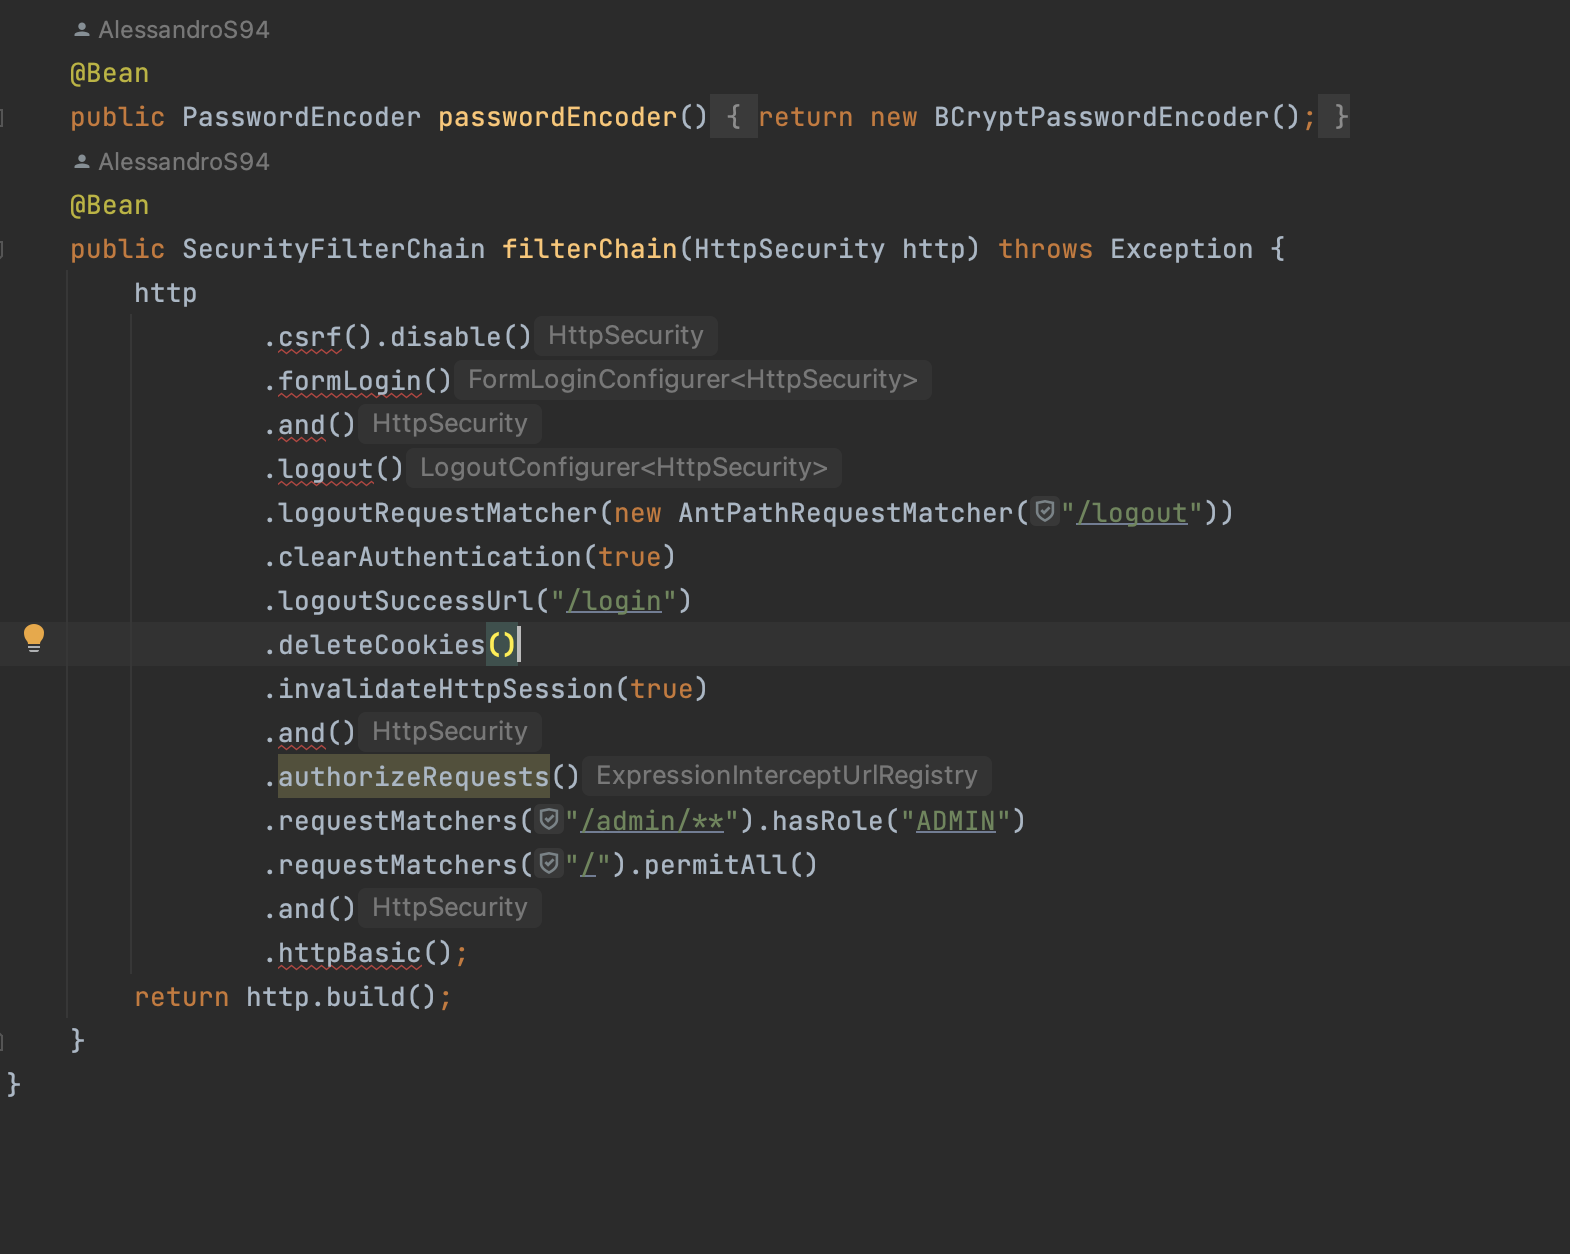 AlessandroS94
@Bean
public PasswordEncoder passwordEncoder() { return new BCryptPasswordEncoder(); }
AlessandroS94
@Bean
public SecurityFilterChain filterChain(HttpSecurity http) throws Exception {
http
.csrf().disable() HttpSecurity
.formLogin() FormLoginConfigurer<HttpSecurity>
.and() HttpSecurity
.logout() LogoutConfigurer<HttpSecurity>
.logoutRequestMatcher(new AntPathRequestMatcher("/logout"))
.clearAuthentication(true)
.logoutSuccessUrl("/login")
.deleteCookies()
.invalidateHttpSession(true)
.and() HttpSecurity
.authorizeRequests() ExpressionInterceptUrlRegistry
.requestMatchers("/admin/**").hasRole("ADMIN")
.requestMatchers("/").permitAll()
.and() HttpSecurity
.httpBasic();
return http.build();
}
}